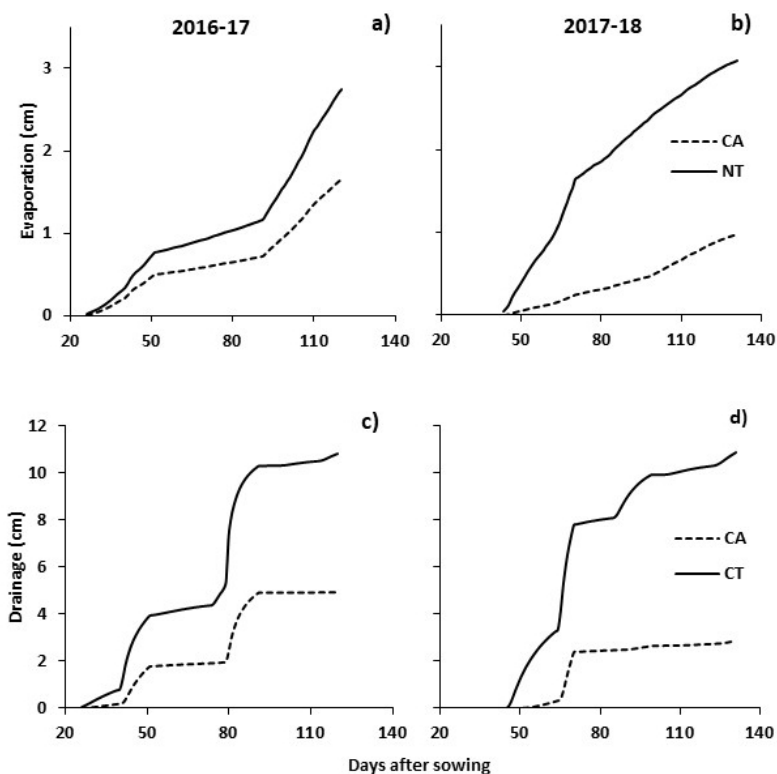 2016-17
a)
2017-18
b)
Evaporation (cm)
3
2
1
0
CA
NT
20 50 80 110 140
20 50 80 110 140
c)
d)
Drainage (cm)
12
10
8
6
4
2
0
CA
CT
20 50 80 110 140
20 50 80 110 140
Days after sowing